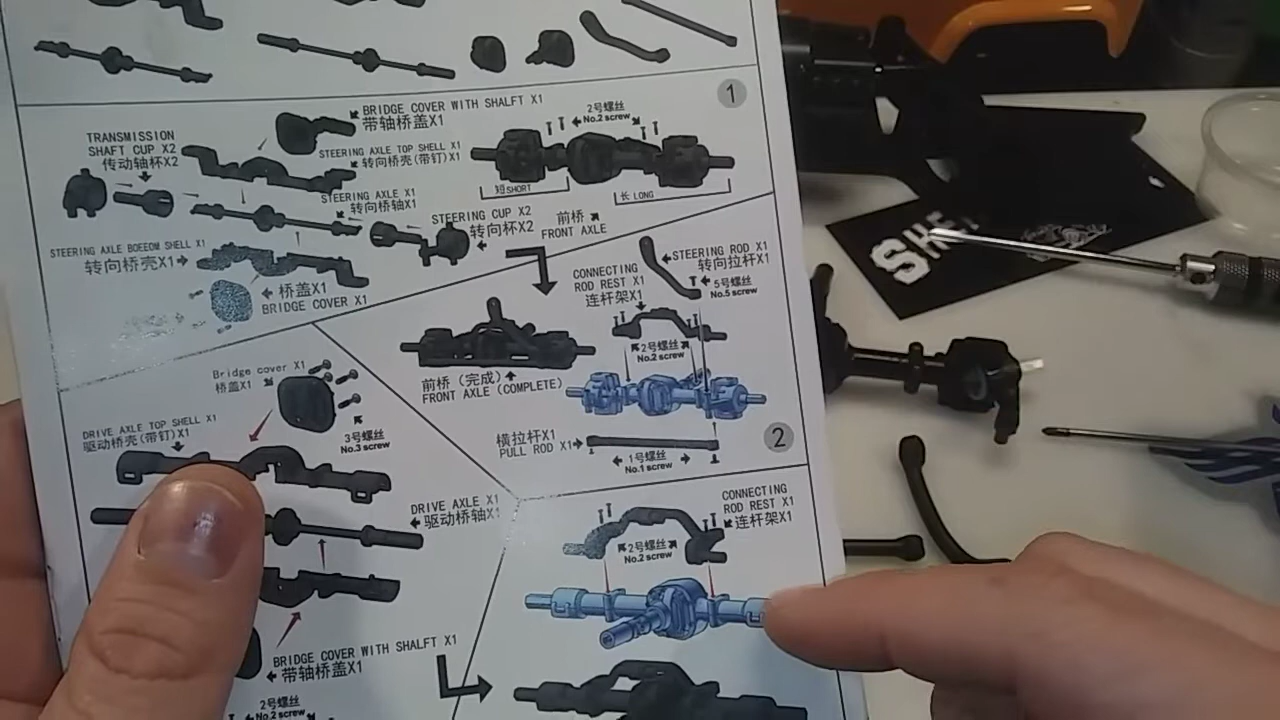 1
BRIDGE COVER WITH SHALFT X1
带轴桥盖X1
TRANSMISSION
SHAFT CUP X2
传动轴杯X2
STEERING AXLE TOP SHELL X1
转向桥壳(带钉)X1
2号螺丝
No.2 screw
短SHORT
长 LONG
STEERING AXLE X1
转向桥轴X1
STEERING CUP X2
转向杯X2
前桥
FRONT AXLE
STEERING AXLE BOEEDM SHELL X1
转向桥壳X1
桥盖X1
BRIDGE COVER X1
STEERING ROD X1
转向拉杆X1
CONNECTING
ROD REST X1
连杆架X1
5号螺丝
No.5 screw
2号螺丝
No.2 screw
前桥 (完成)
FRONT AXLE (COMPLETE)
横拉杆X1
PULL ROD X1
1号螺丝
No.1 screw
2
Bridge cover X1
桥盖X1
3号螺丝
No.3 screw
DRIVE AXLE TOP SHELL X1
驱动桥壳(带钉)X1
DRIVE AXLE X1
驱动桥轴X1
BRIDGE COVER WITH SHALFT X1
带轴桥盖X1
2号螺丝
No.2 screw
CONNECTING
ROD REST X1
连杆架X1
2号螺丝
No.2 screw